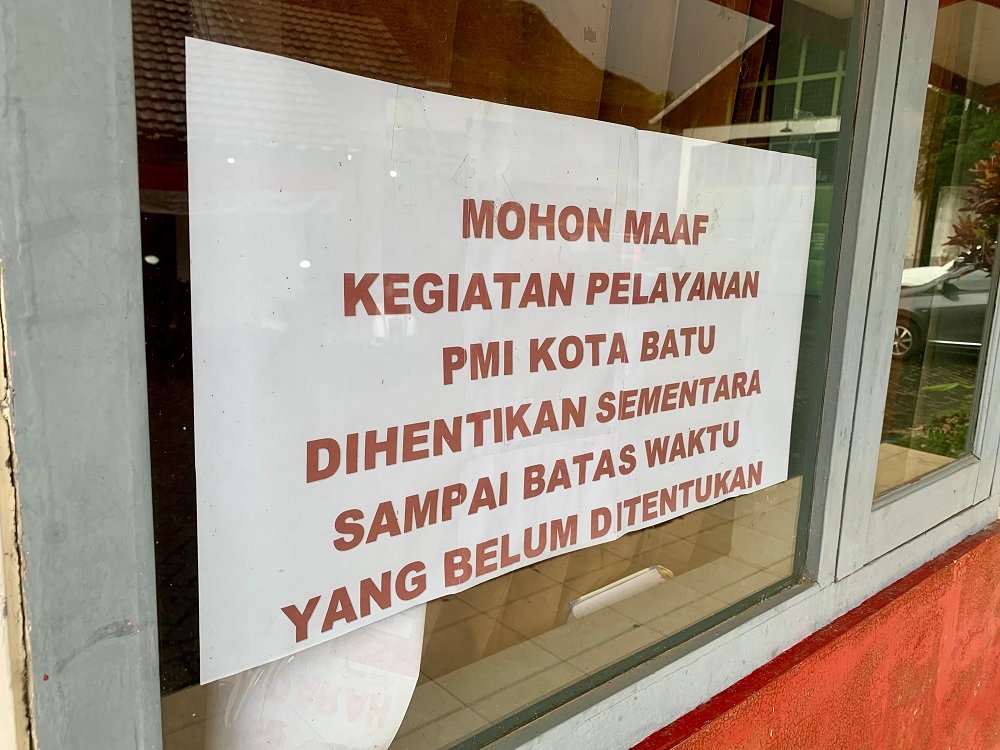 MOHON MAAF
KEGIATAN PELAYANAN
PMI KOTA BATU
DIHENTIKAN SEMENTARA
SAMPAI BATAS WAKTU
YANG BELUM DITENTUKAN